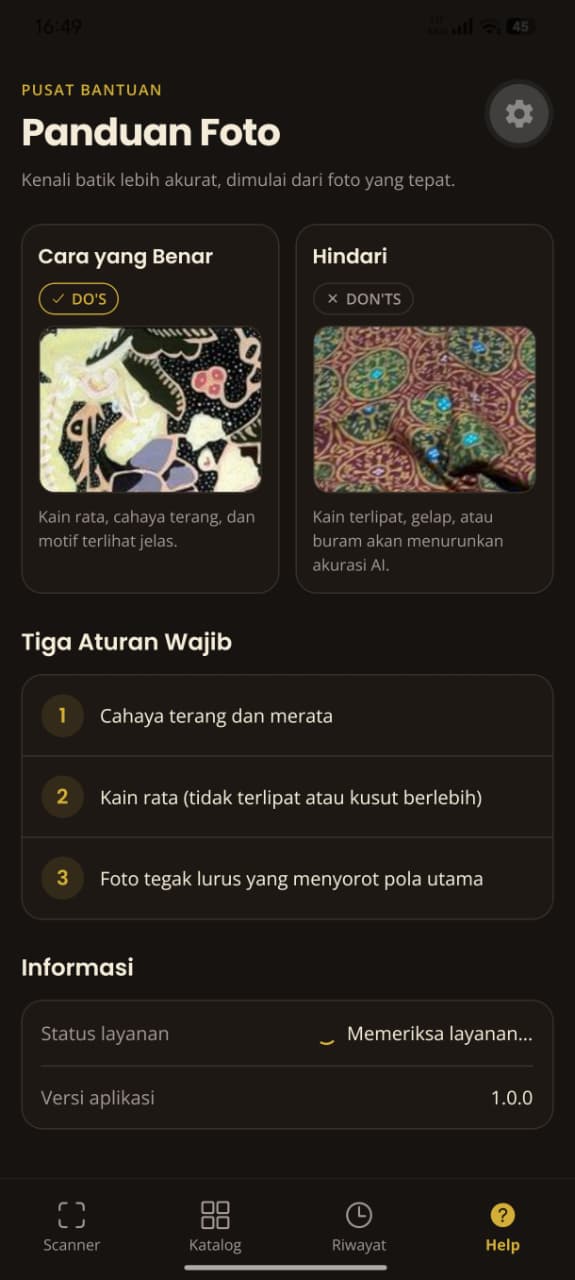 16:49
45
PUSAT BANTUAN
Panduan Foto
Kenali batik lebih akurat, dimulai dari foto yang tepat.
Cara yang Benar
DO'S
Kain rata, cahaya terang, dan
motif terlihat jelas.
Hindari
DON'TS
Kain terlipat, gelap, atau
buram akan menurunkan
akurasi AI.
Tiga Aturan Wajib
1 Cahaya terang dan merata
2 Kain rata (tidak terlipat atau kusut berlebih)
3 Foto tegak lurus yang menyorot pola utama
Informasi
Status layanan Memeriksa layanan...
Versi aplikasi 1.0.0
Scanner Katalog Riwayat Help